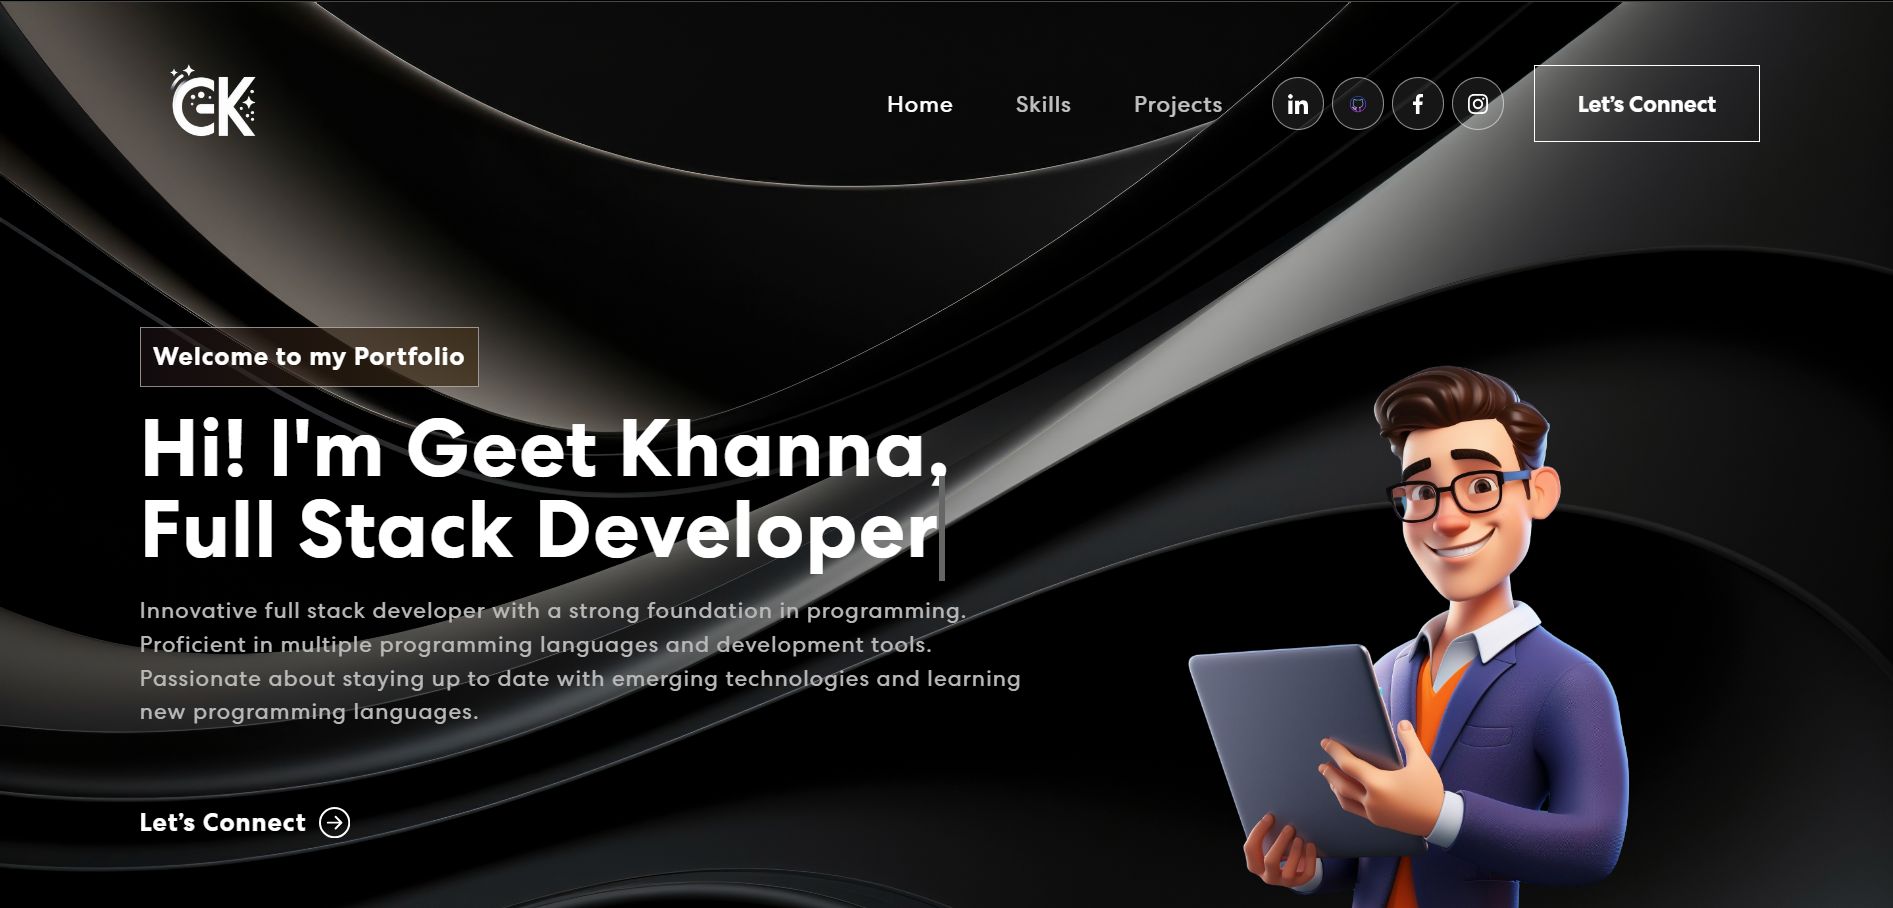 GK
Home Skills Projects in f Let’s Connect
Welcome to my Portfolio
Hi! I'm Geet Khanna,
Full Stack Developer
Innovative full stack developer with a strong foundation in programming.
Proficient in multiple programming languages and development tools.
Passionate about staying up to date with emerging technologies and learning
new programming languages.
Let’s Connect